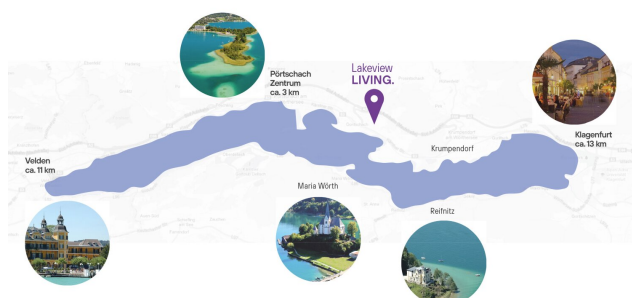 Lakeview
LIVING.
Pörtschach
Zentrum
ca. 3 km
Klagenfurt
ca. 13 km
Krumpendorf
Velden
ca. 11 km
Maria Wörth
Reifnitz